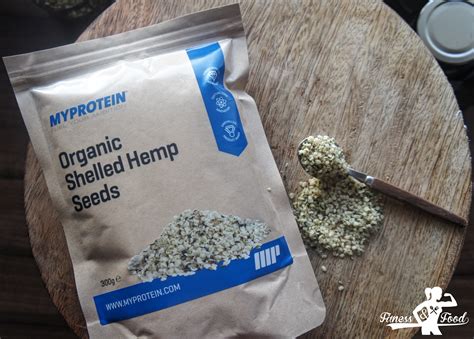 MYPROTEIN
Organic
Shelled Hemp
Seeds
300g e
WWW.MYPROTEIN.COM
Fitness Food